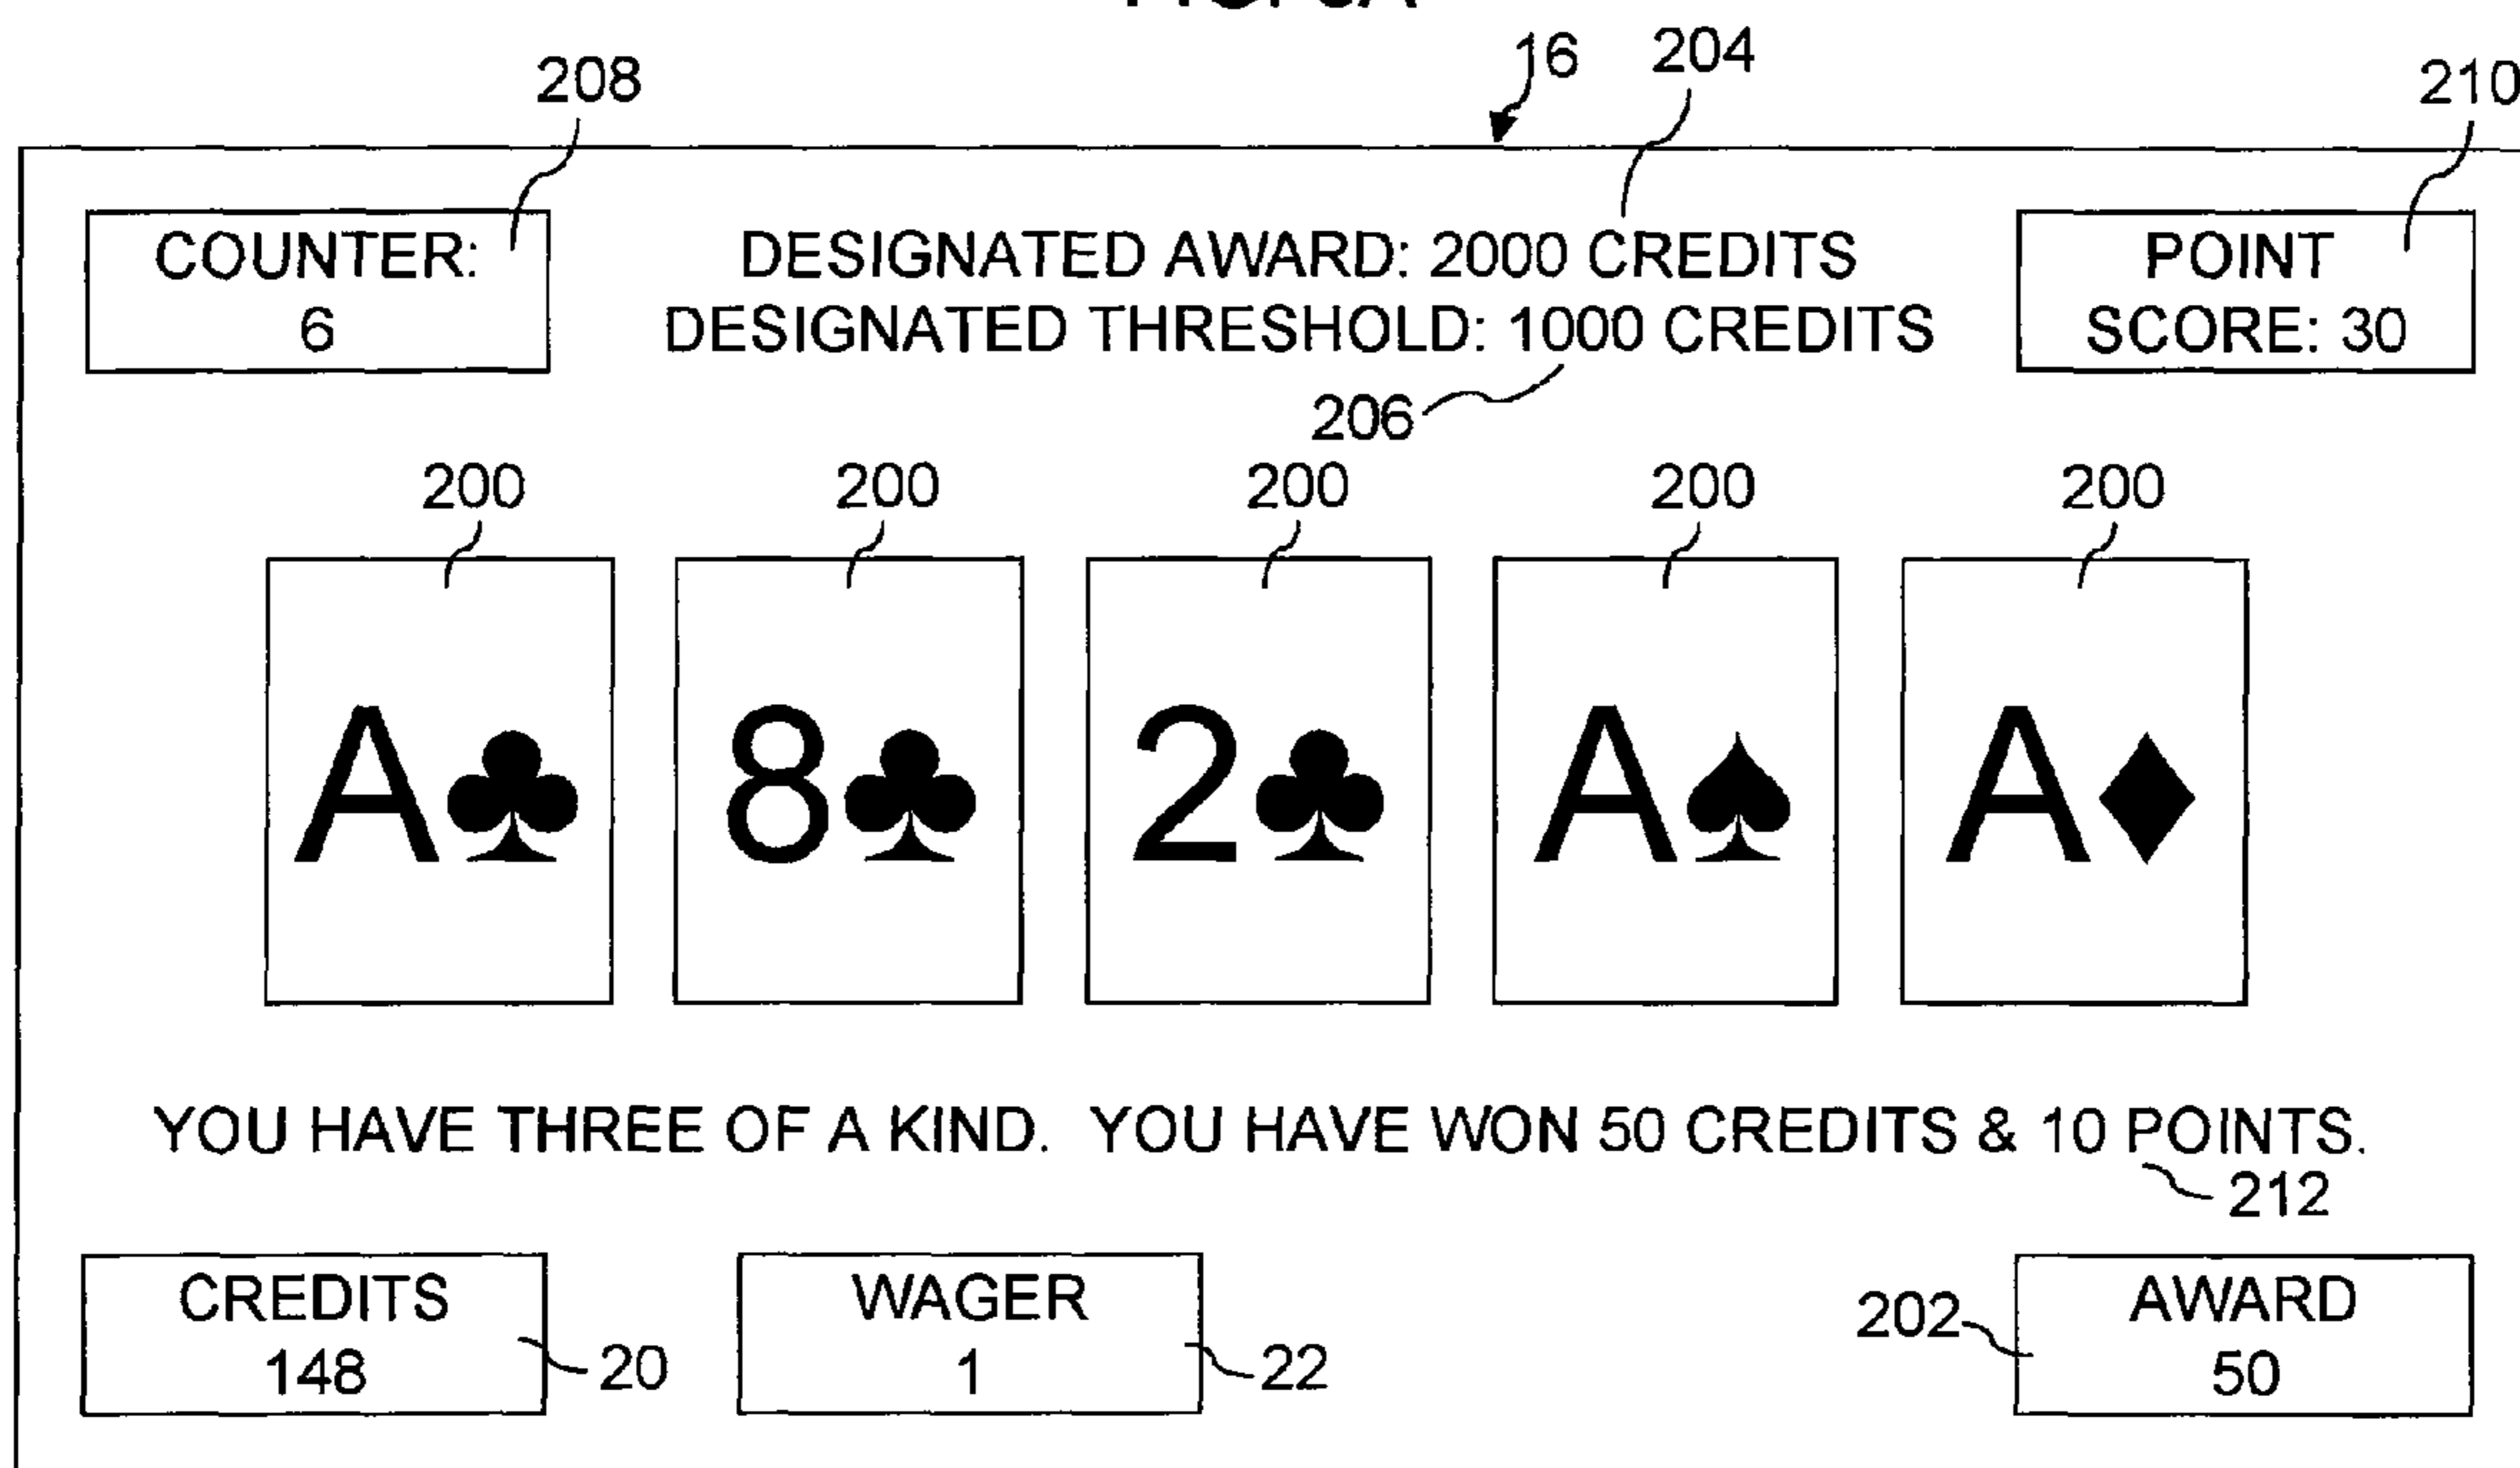 16 204
208 210
COUNTER: 6
DESIGNATED AWARD: 2000 CREDITS
DESIGNATED THRESHOLD: 1000 CREDITS
POINT
SCORE: 30
206
200 200 200 200 200
A♣ 8♣ 2♣ A♠ A♦
YOU HAVE THREE OF A KIND. YOU HAVE WON 50 CREDITS & 10 POINTS.
212
CREDITS
148
20
WAGER
1
22
202
AWARD
50